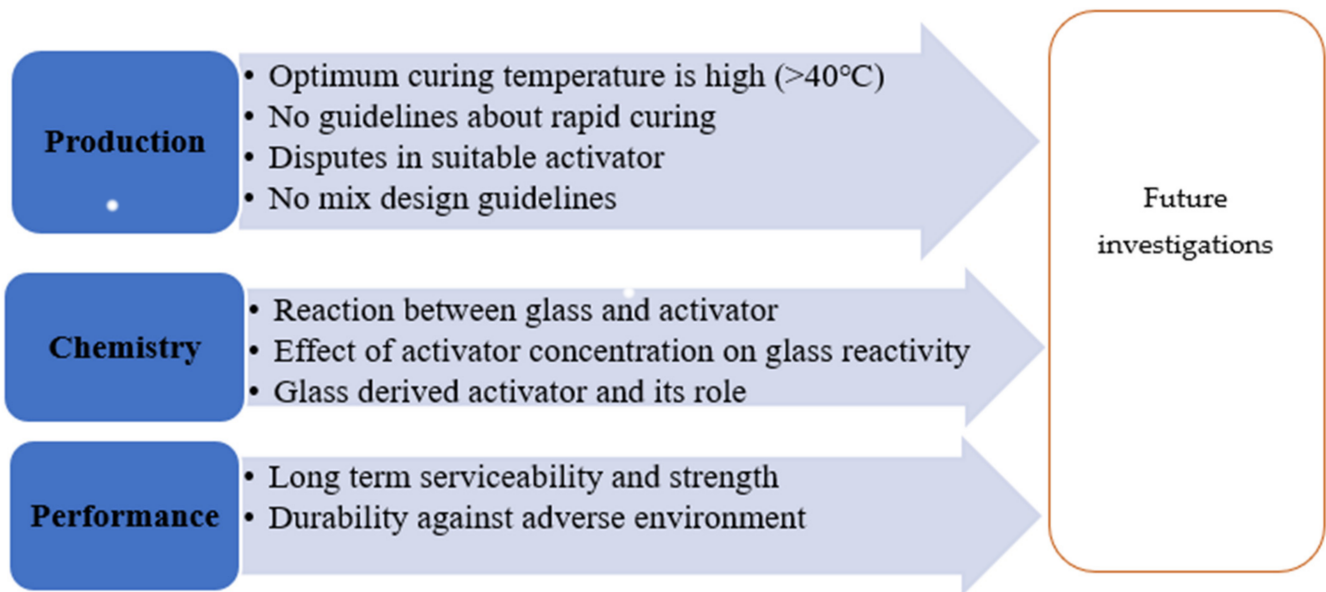 Production
• Optimum curing temperature is high (>40°C)
• No guidelines about rapid curing
• Disputes in suitable activator
• No mix design guidelines
Chemistry
• Reaction between glass and activator
• Effect of activator concentration on glass reactivity
• Glass derived activator and its role
Performance
• Long term serviceability and strength
• Durability against adverse environment
Future
investigations